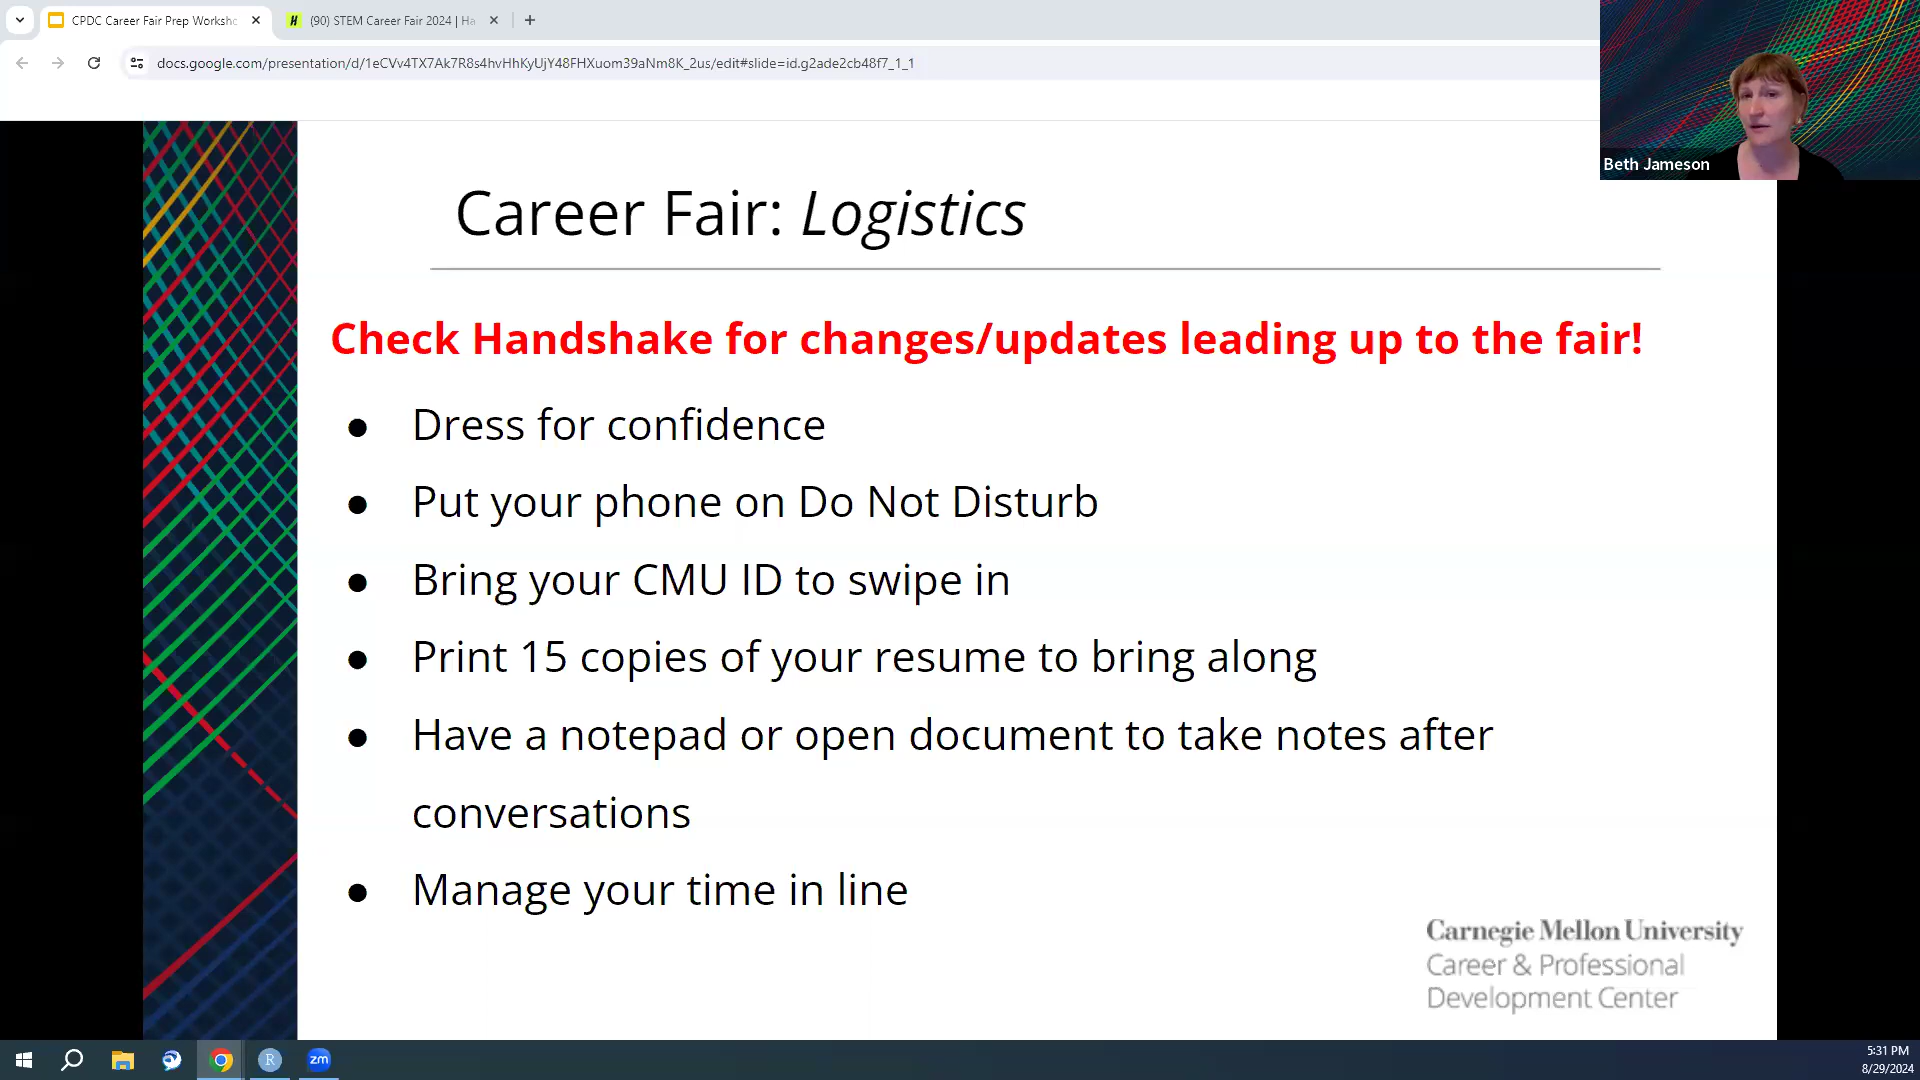 CPDC Career Fair Prep Worksho
(90) STEM Career Fair 2024 | Ha
docs.google.com/presentation/d/1eCVv4TX7Ak7R8s4hvHhKyUjY48FHXuom39aNm8K_2us/edit#slide=id.g2ade2cb48f7_1_1
Beth Jameson
Career Fair: Logistics
Check Handshake for changes/updates leading up to the fair!
● Dress for confidence
● Put your phone on Do Not Disturb
● Bring your CMU ID to swipe in
● Print 15 copies of your resume to bring along
● Have a notepad or open document to take notes after
conversations
● Manage your time in line
Carnegie Mellon University
Career & Professional
Development Center
R
zm
5:31 PM
8/29/2024